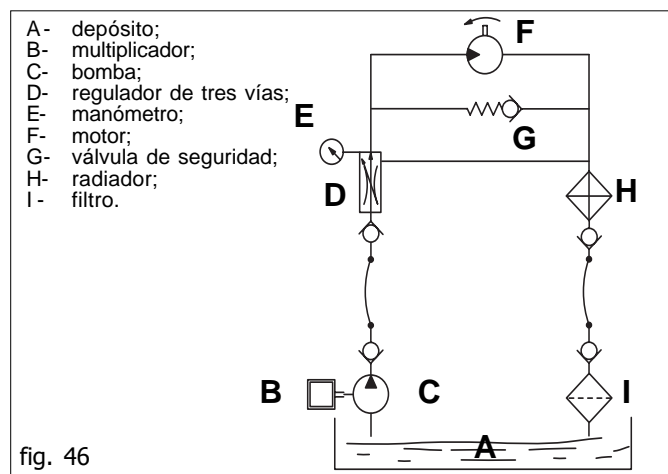 A- depósito;
B- multiplicador;
C- bomba;
D- regulador de tres vías;
E- manómetro;
F- motor;
G- válvula de seguridad;
H- radiador;
I- filtro.
F
E
G
D
H
B
C
I
A
fig. 46